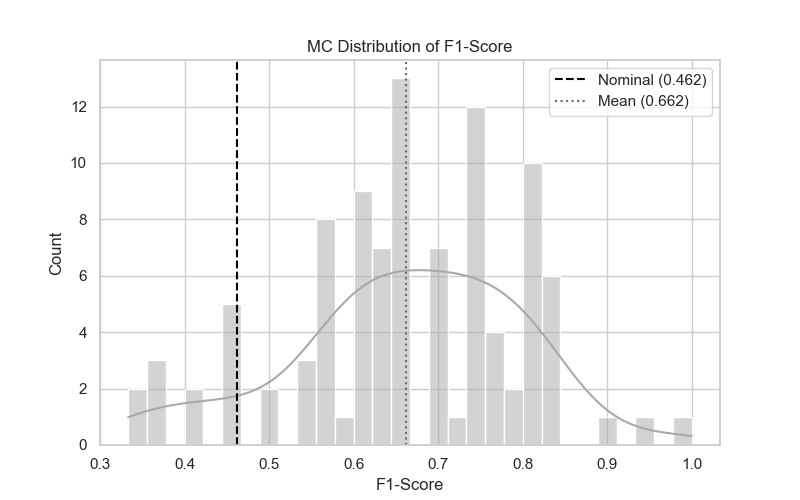 MC Distribution of F1-Score
Nominal (0.462)
Mean (0.662)
Count
12
10
8
6
4
2
0
0.3 0.4 0.5 0.6 0.7 0.8 0.9 1.0
F1-Score